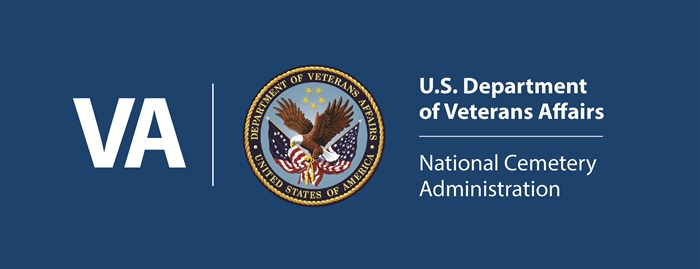 VA
DEPARTMENT OF VETERANS AFFAIRS
UNITED STATES OF AMERICA
U.S. Department
of Veterans Affairs
National Cemetery
Administration